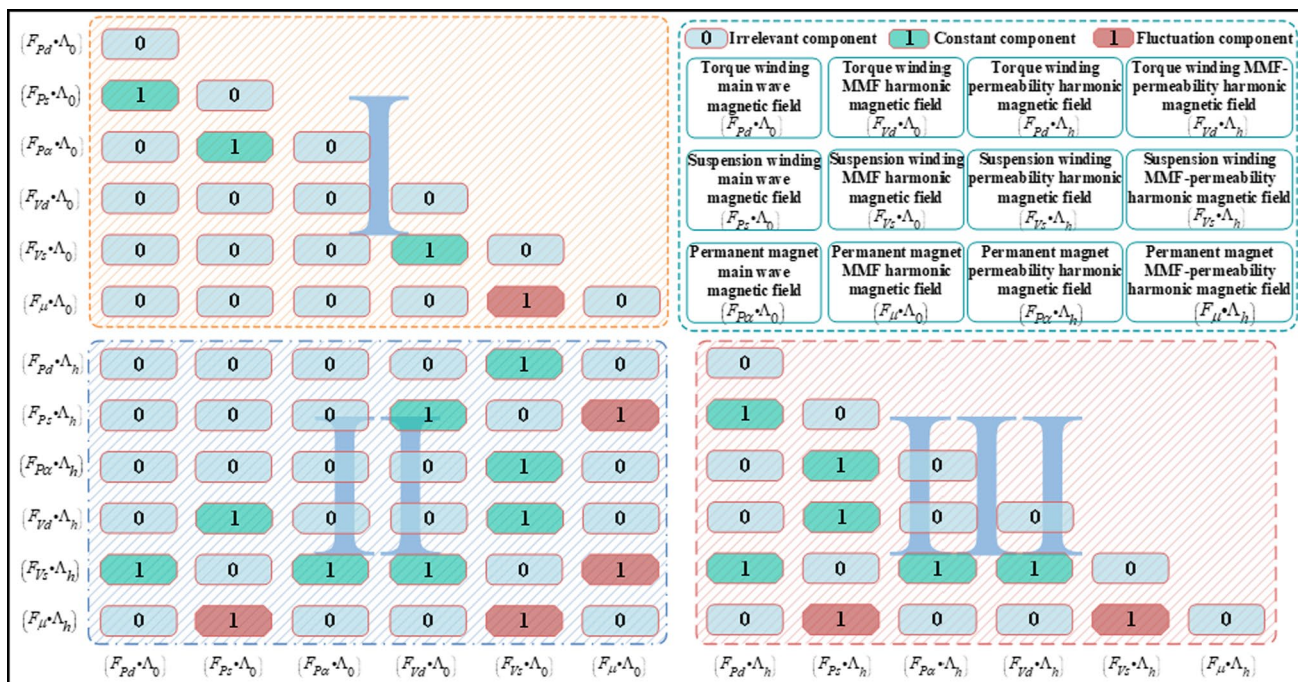 {F_Pd•Λ_0} 0
{F_Ps•Λ_0} 1 0
{F_Pα•Λ_0} 0 1 0
{F_Vd•Λ_0} 0 0 0 0
{F_Vs•Λ_0} 0 0 0 1 0
{F_μ•Λ_0} 0 0 0 0 1 0
I
0 Irrelevant component 1 Constant component 1 Fluctuation component
Torque winding
main wave
magnetic field
{F_Pd•Λ_0}
Torque winding
MMF harmonic
magnetic field
{F_Vd•Λ_0}
Torque winding
permeability harmonic
magnetic field
{F_Pd•Λ_h}
Torque winding MMF-
permeability harmonic
magnetic field
{F_Vd•Λ_h}
Suspension winding
main wave
magnetic field
{F_Ps•Λ_0}
Suspension winding
MMF harmonic
magnetic field
{F_Vs•Λ_0}
Suspension winding
permeability harmonic
magnetic field
{F_Vs•Λ_h}
Suspension winding
MMF-permeability
harmonic magnetic field
{F_Vs•Λ_h}
Permanent magnet
main wave
magnetic field
{F_Pα•Λ_0}
Permanent magnet
MMF harmonic
magnetic field
{F_μ•Λ_0}
Permanent magnet
permeability harmonic
magnetic field
{F_Pα•Λ_h}
Permanent magnet
MMF-permeability
harmonic magnetic field
{F_μ•Λ_h}
{F_Pd•Λ_h} 0 0 0 0 1 0
{F_Ps•Λ_h} 0 0 0 1 0 1
{F_Pα•Λ_h} 0 0 0 0 1 0
{F_Vd•Λ_h} 0 1 0 0 1 0
{F_Vs•Λ_h} 1 0 1 1 0 1
{F_μ•Λ_h} 0 1 0 0 1 0
II
{F_Pd•Λ_0} {F_Ps•Λ_0} {F_Pα•Λ_0} {F_Vd•Λ_0} {F_Vs•Λ_0} {F_μ•Λ_0}
0
1 0
0 1 0
0 1 0 0
1 0 1 1 0
0 1 0 0 1 0
III
{F_Pd•Λ_h} {F_Ps•Λ_h} {F_Pα•Λ_h} {F_Vd•Λ_h} {F_Vs•Λ_h} {F_μ•Λ_h}